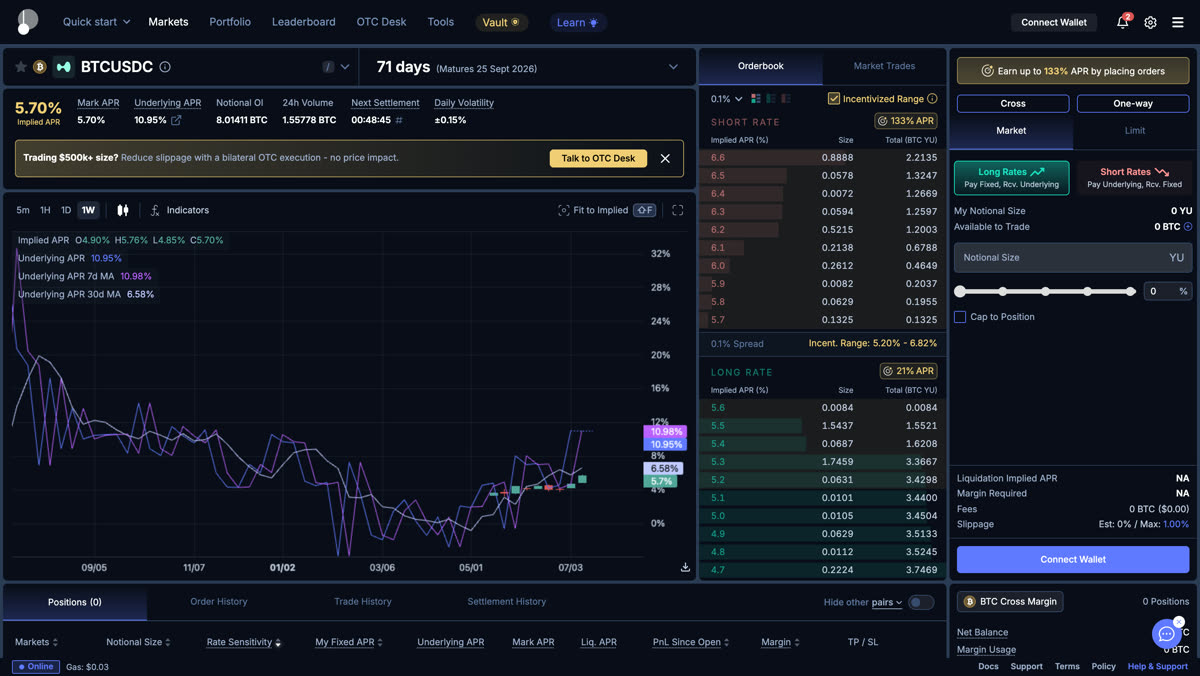 Quick start Markets Portfolio Leaderboard OTC Desk Tools Vault Learn Connect Wallet 2
BTCUSDC /
71 days (Matures 25 Sept 2026)
5.70% Implied APR
Mark APR 5.70%
Underlying APR 10.95%
Notional OI 8.01411 BTC
24h Volume 1.55778 BTC
Next Settlement 00:48:45 #
Daily Volatility ±0.15%
Trading $500k+ size? Reduce slippage with a bilateral OTC execution - no price impact. Talk to OTC Desk
5m 1H 1D 1W Indicators Fit to Implied F
Implied APR O4.90% H5.76% L4.85% C5.70%
Underlying APR 10.95%
Underlying APR 7d MA 10.98%
Underlying APR 30d MA 6.58%
32%
28%
24%
20%
16%
12%
10.98%
10.95%
8%
6.58%
5.7%
4%
0%
09/05 11/07 01/02 03/06 05/01 07/03
Orderbook Market Trades
0.1% Incentivized Range
SHORT RATE 133% APR
Implied APR (%) Size Total (BTC YU)
6.6 0.8888 2.2135
6.5 0.0578 1.3247
6.4 0.0072 1.2669
6.3 0.0594 1.2597
6.2 0.5215 1.2003
6.1 0.2138 0.6788
6.0 0.2612 0.4649
5.9 0.0082 0.2037
5.8 0.0629 0.1955
5.7 0.1325 0.1325
0.1% Spread Incent. Range: 5.20% - 6.82%
LONG RATE 21% APR
Implied APR (%) Size Total (BTC YU)
5.6 0.0084 0.0084
5.5 1.5437 1.5521
5.4 0.0687 1.6208
5.3 1.7459 3.3667
5.2 0.0631 3.4298
5.1 0.0101 3.4400
5.0 0.0105 3.4504
4.9 0.0629 3.5133
4.8 0.0112 3.5245
4.7 0.2224 3.7469
Earn up to 133% APR by placing orders
Cross One-way
Market Limit
Long Rates Short Rates
Pay Fixed, Rcv. Underlying Pay Underlying, Rcv. Fixed
My Notional Size 0 YU
Available to Trade 0 BTC
Notional Size YU
0 %
Cap to Position
Liquidation Implied APR NA
Margin Required NA
Fees 0 BTC ($0.00)
Slippage Est: 0% / Max: 1.00%
Connect Wallet
BTC Cross Margin 0 Positions
Net Balance
Margin Usage 0 BTC
Positions (0) Order History Trade History Settlement History Hide other pairs
Markets Notional Size Rate Sensitivity My Fixed APR Underlying APR Mark APR Liq. APR PnL Since Open Margin TP / SL
Online Gas: $0.03 Docs Support Terms Policy Help & Support